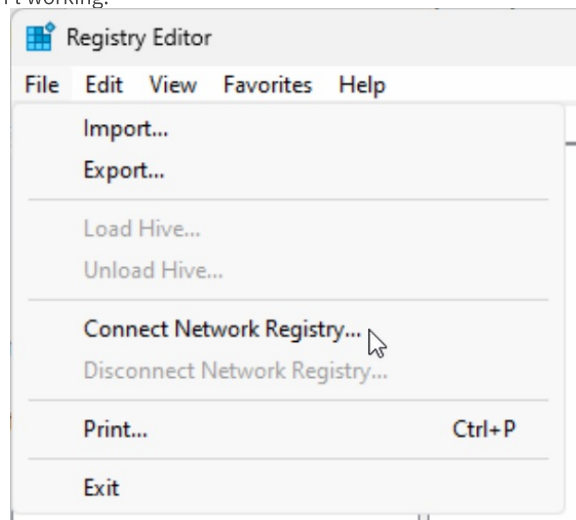 working.
Registry Editor
File Edit View Favorites Help
Import...
Export...
Load Hive...
Unload Hive...
Connect Network Registry...
Disconnect Network Registry...
Print... Ctrl+P
Exit